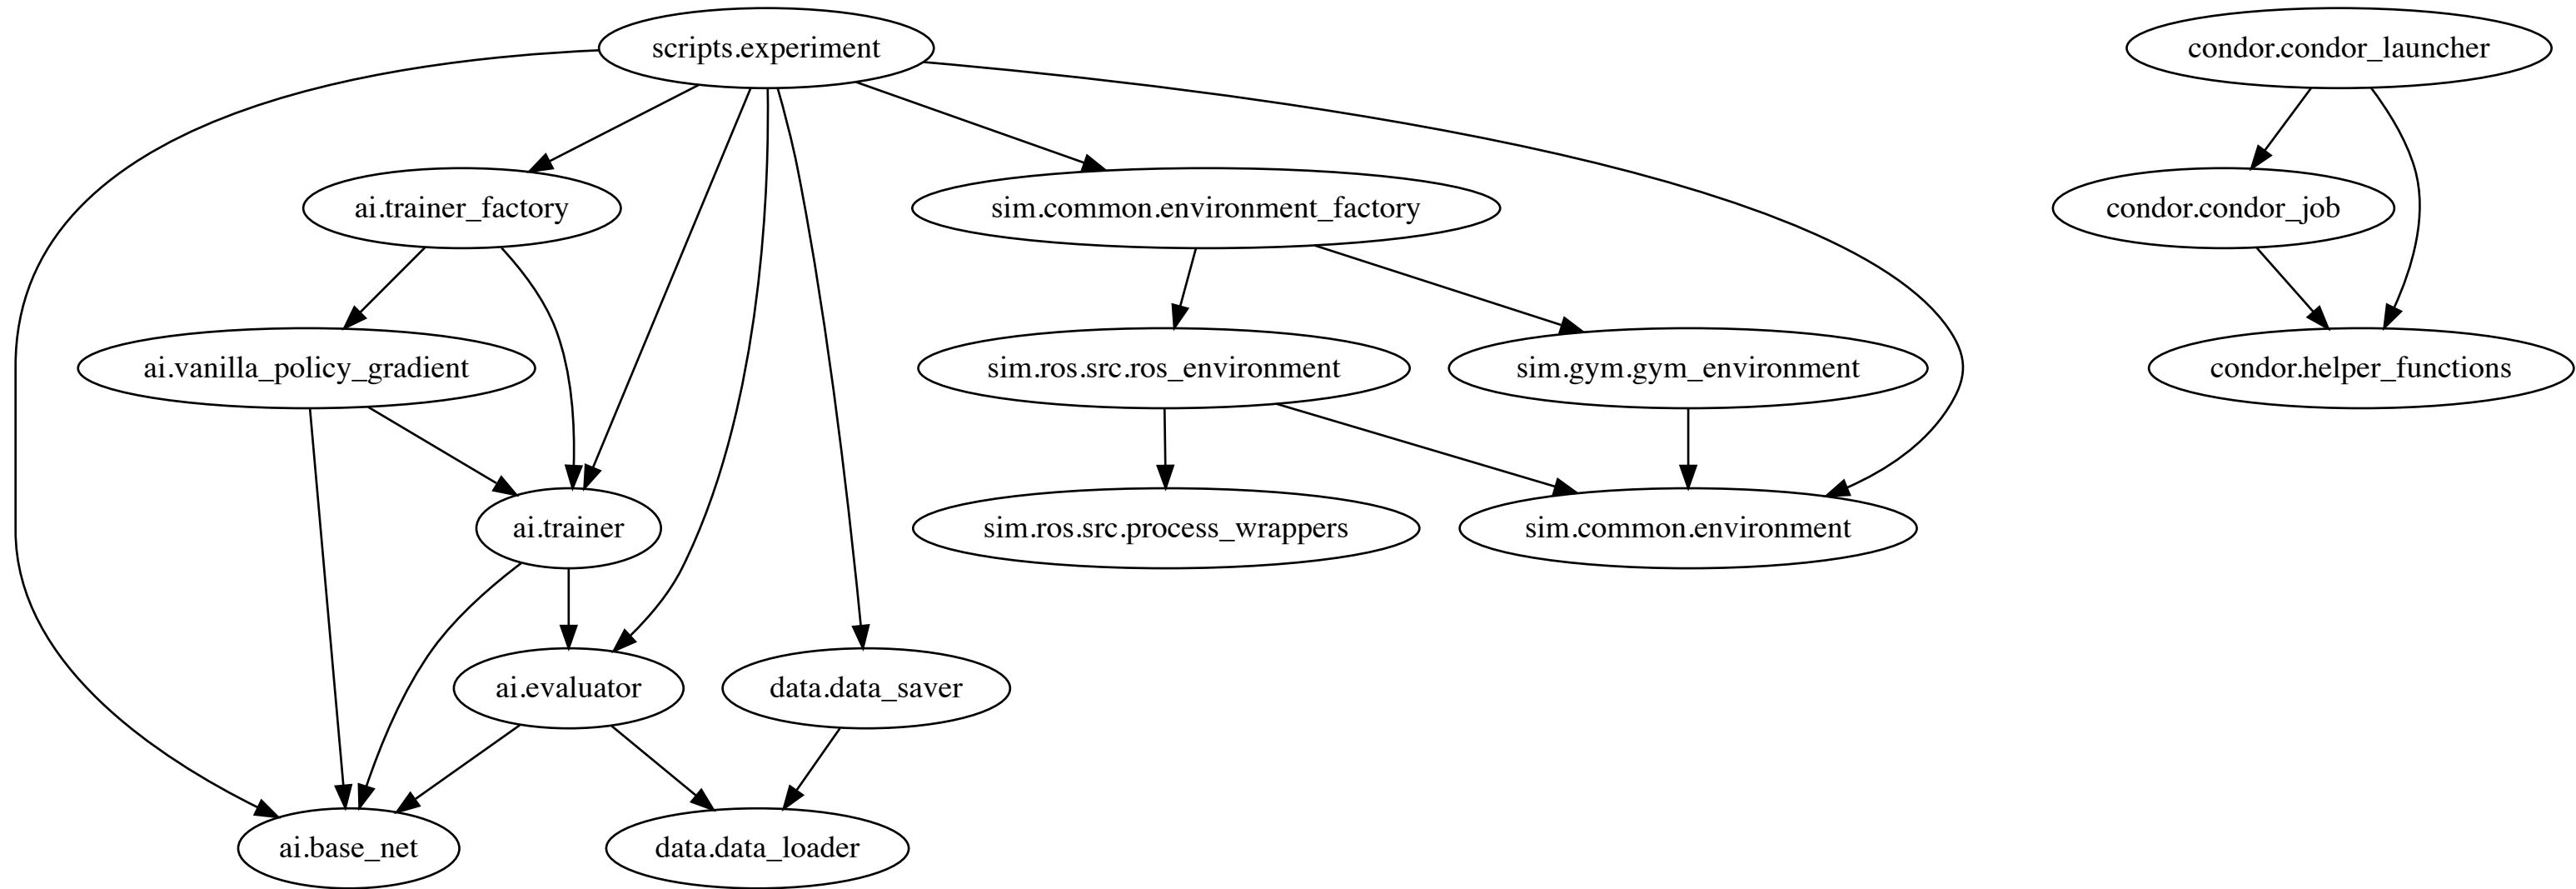 scripts.experiment
condor.condor_launcher
ai.trainer_factory
sim.common.environment_factory
condor.condor_job
ai.vanilla_policy_gradient
sim.ros.src.ros_environment
sim.gym.gym_environment
condor.helper_functions
ai.trainer
sim.ros.src.process_wrappers
sim.common.environment
ai.evaluator
data.data_saver
ai.base_net
data.data_loader